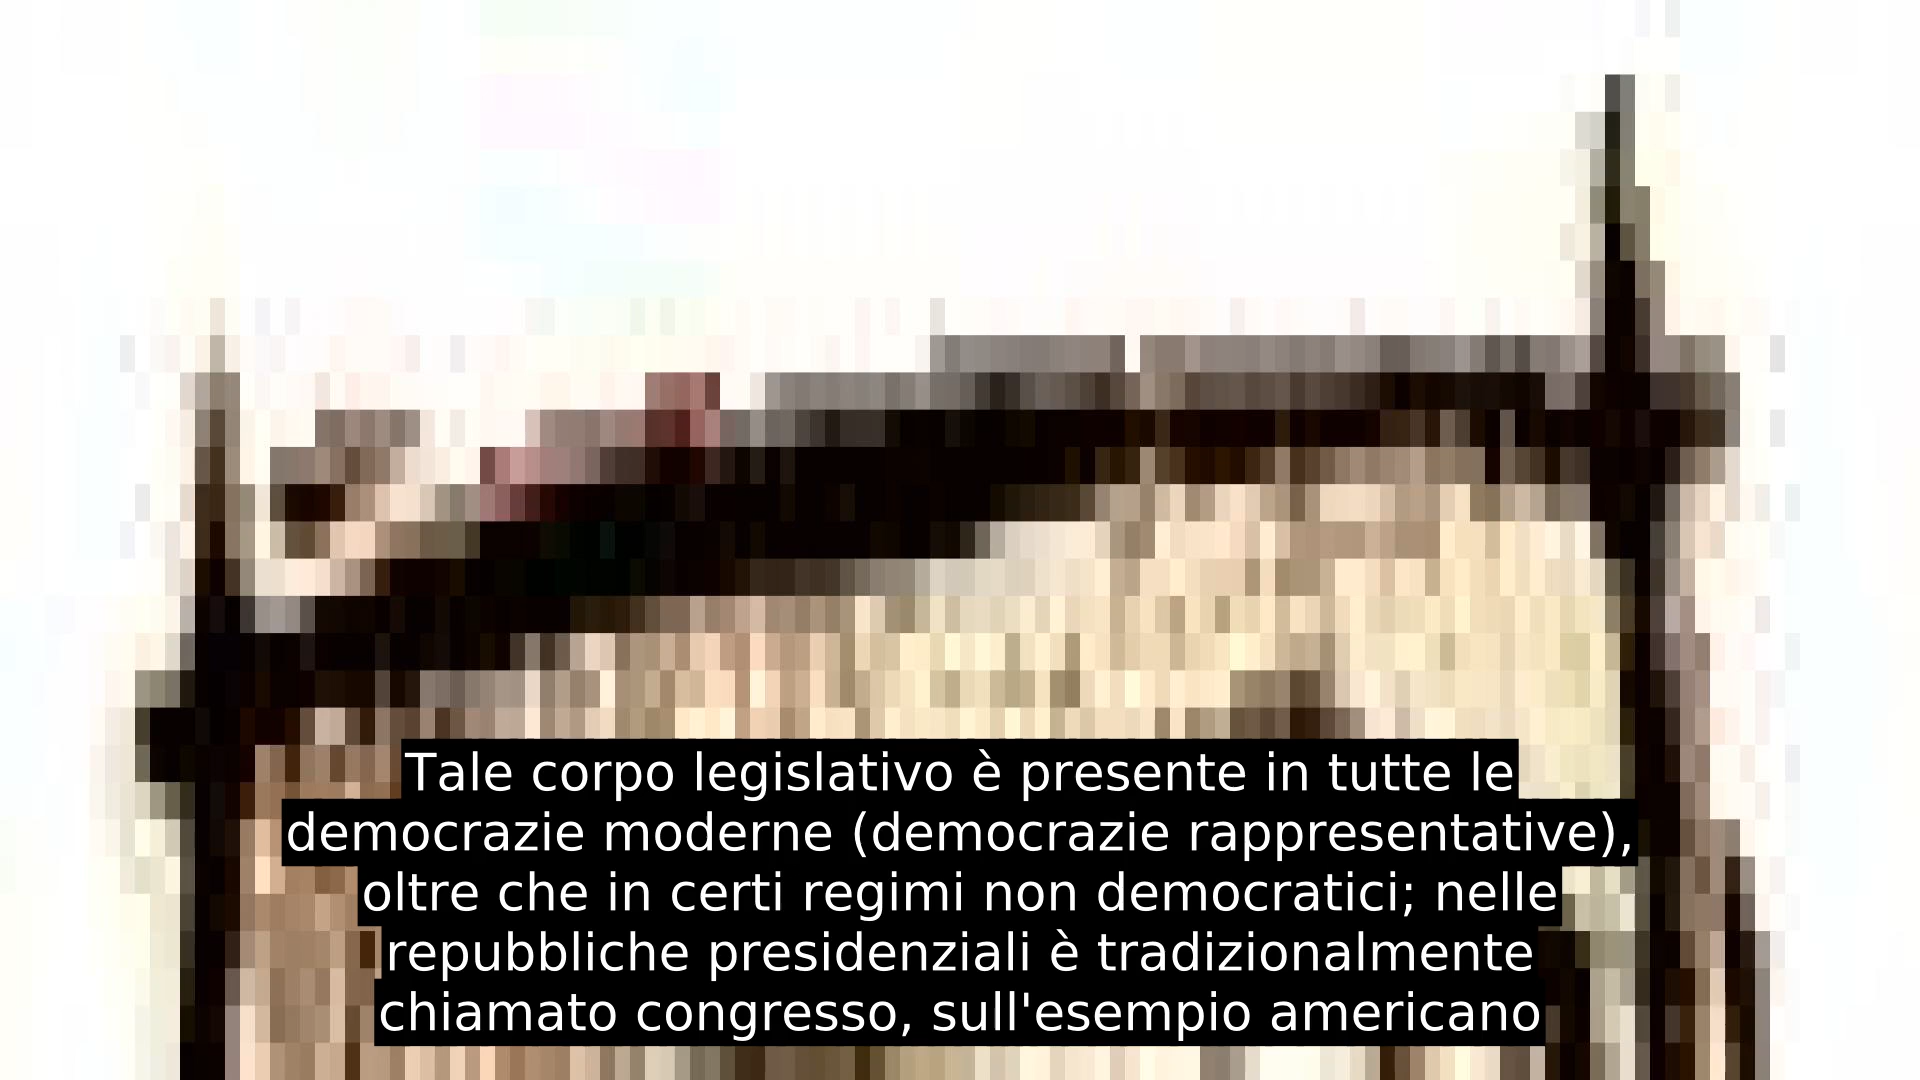 Tale corpo legislativo è presente in tutte le
democrazie moderne (democrazie rappresentative),
oltre che in certi regimi non democratici; nelle
repubbliche presidenziali è tradizionalmente
chiamato congresso, sull'esempio americano